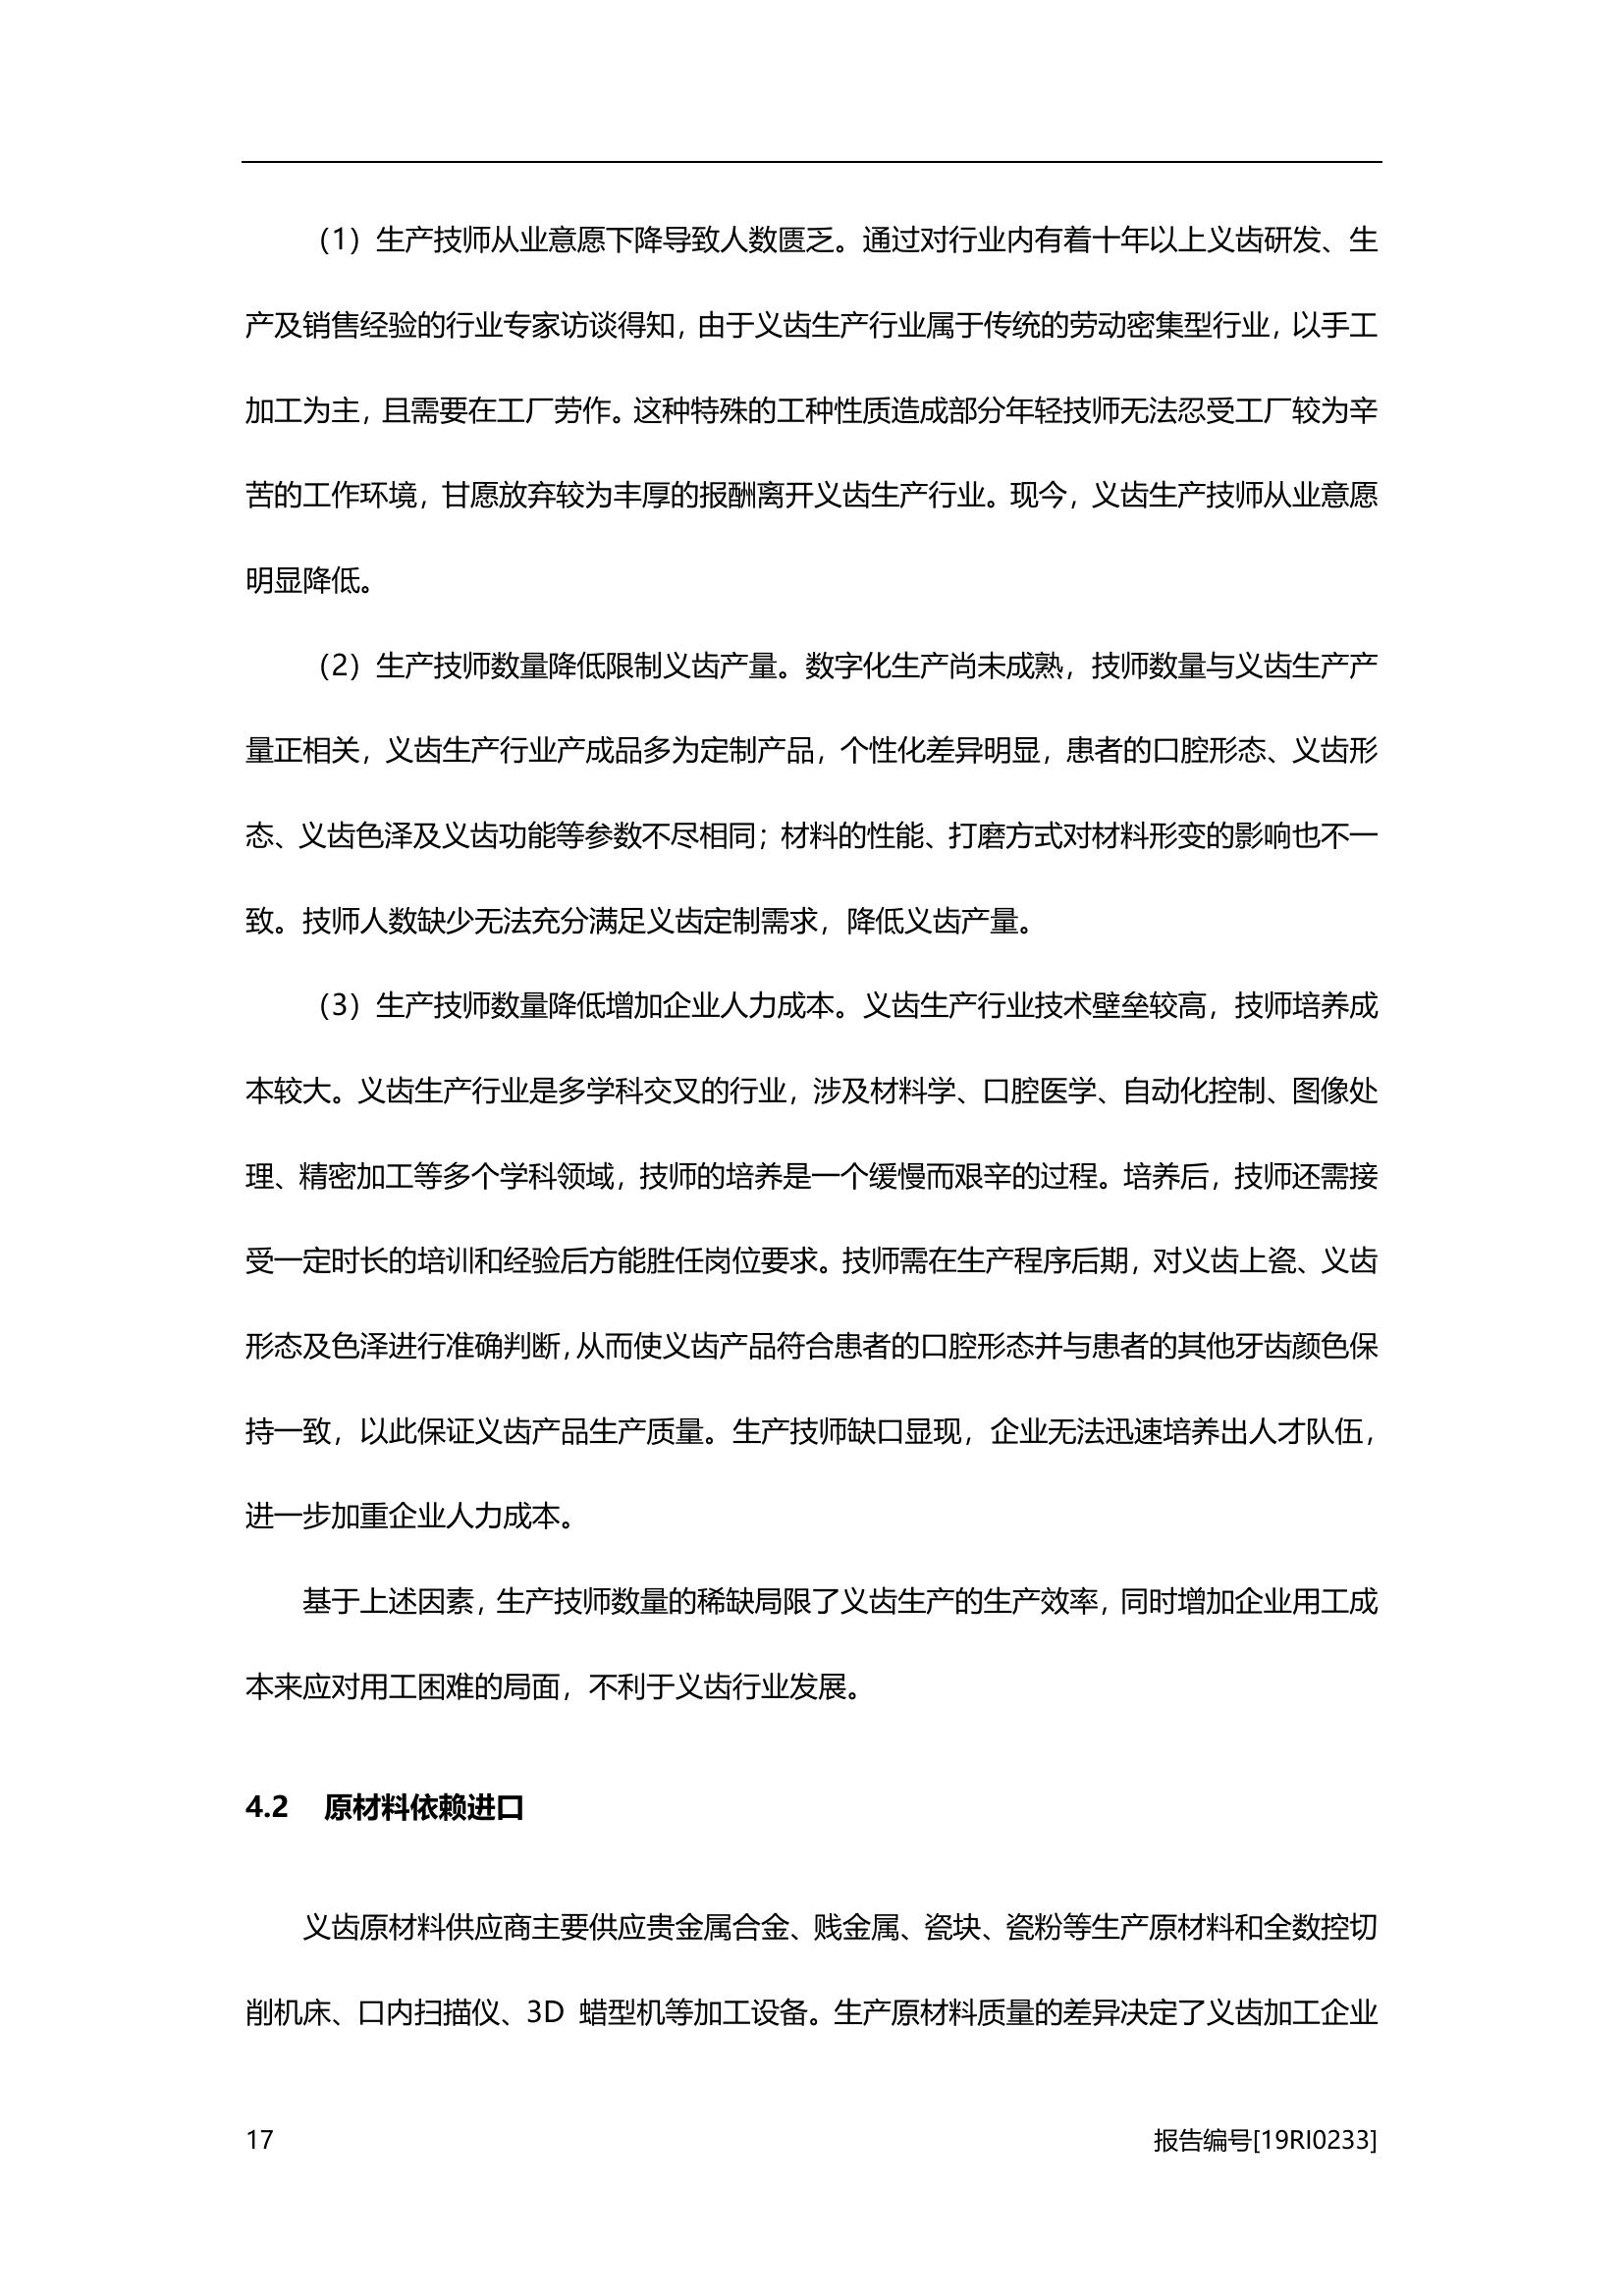 （1）生产技师从业意愿下降导致人数匮乏。通过对行业内有着十年以上义齿研发、生
产及销售经验的行业专家访谈得知，由于义齿生产行业属于传统的劳动密集型行业，以手工
加工为主，且需要在工厂劳作。这种特殊的工种性质造成部分年轻技师无法忍受工厂较为辛
苦的工作环境，甘愿放弃较为丰厚的报酬离开义齿生产行业。现今，义齿生产技师从业意愿
明显降低。
（2）生产技师数量降低限制义齿产量。数字化生产尚未成熟，技师数量与义齿生产产
量正相关，义齿生产行业产成品多为定制产品，个性化差异明显，患者的口腔形态、义齿形
态、义齿色泽及义齿功能等参数不尽相同；材料的性能、打磨方式对材料形变的影响也不一
致。技师人数缺少无法充分满足义齿定制需求，降低义齿产量。
（3）生产技师数量降低增加企业人力成本。义齿生产行业技术壁垒较高，技师培养成
本较大。义齿生产行业是多学科交叉的行业，涉及材料学、口腔医学、自动化控制、图像处
理、精密加工等多个学科领域，技师的培养是一个缓慢而艰辛的过程。培养后，技师还需接
受一定时长的培训和经验后方能胜任岗位要求。技师需在生产程序后期，对义齿上瓷、义齿
形态及色泽进行准确判断，从而使义齿产品符合患者的口腔形态并与患者的其他牙齿颜色保
持一致，以此保证义齿产品生产质量。生产技师缺口显现，企业无法迅速培养出人才队伍，
进一步加重企业人力成本。
基于上述因素，生产技师数量的稀缺局限了义齿生产的生产效率，同时增加企业用工成
本来应对用工困难的局面，不利于义齿行业发展。
4.2 原材料依赖进口
义齿原材料供应商主要供应贵金属合金、贱金属、瓷块、瓷粉等生产原材料和全数控切
削机床、口内扫描仪、3D 蜡型机等加工设备。生产原材料质量的差异决定了义齿加工企业
17 报告编号[19RI0233]